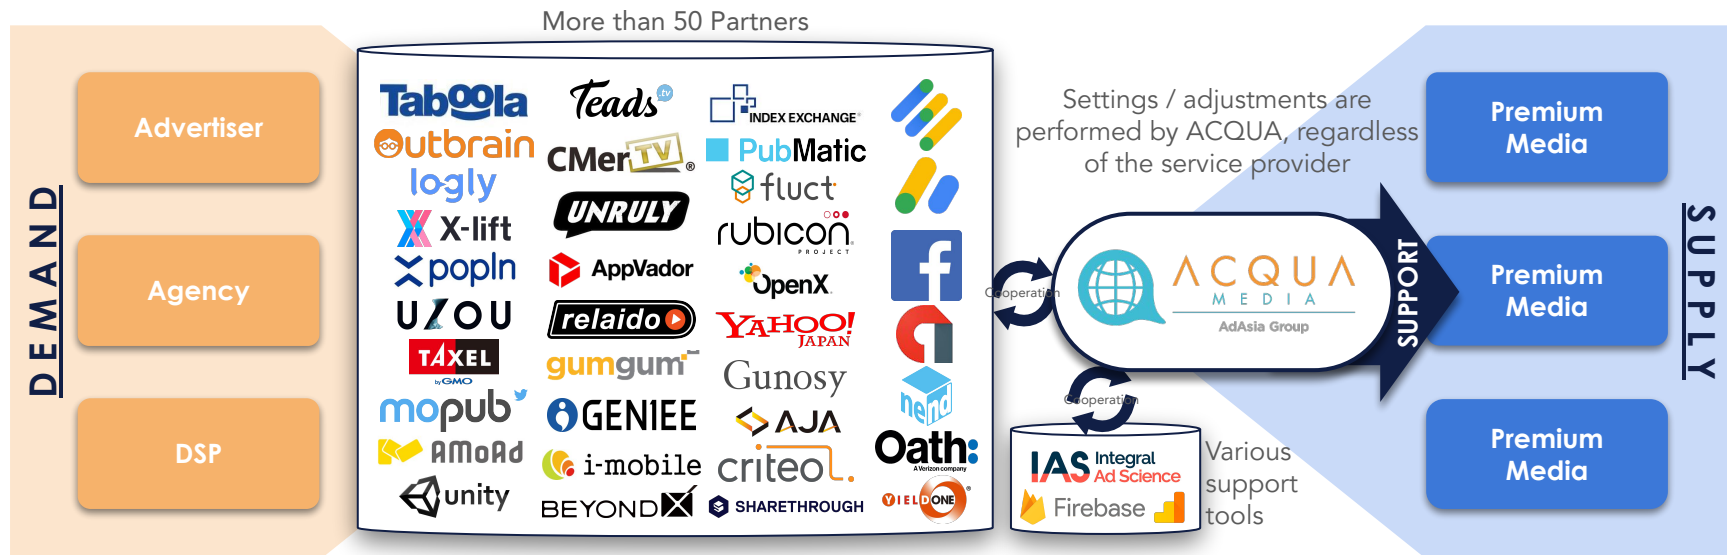 More than 50 Partners
DEMAND
Advertiser
Agency
DSP
Taboola
Outbrain
logly
X-lift
popIn
UZOU
TAXEL
by GMO
mopub
AMoAd
unity
Teads.tv
CMerTV®
UNRULY
AppVador
relaido
gumgum
GENIEE
i-mobile
BEYONDX
INDEX EXCHANGE®
PubMatic
fluct
rubicon
PROJECT
OpenX
YAHOO!
JAPAN
Gunosy
AJA
criteo
SHARETHROUGH
f
nend
Oath:
A Verizon company
YIELD ONE®
Cooperation
Settings / adjustments are
performed by ACQUA, regardless
of the service provider
ACQUA
MEDIA
AdAsia Group
SUPPORT
Cooperation
IAS Integral
Ad Science
Firebase
Various
support
tools
Premium
Media
Premium
Media
Premium
Media
SUPPLY